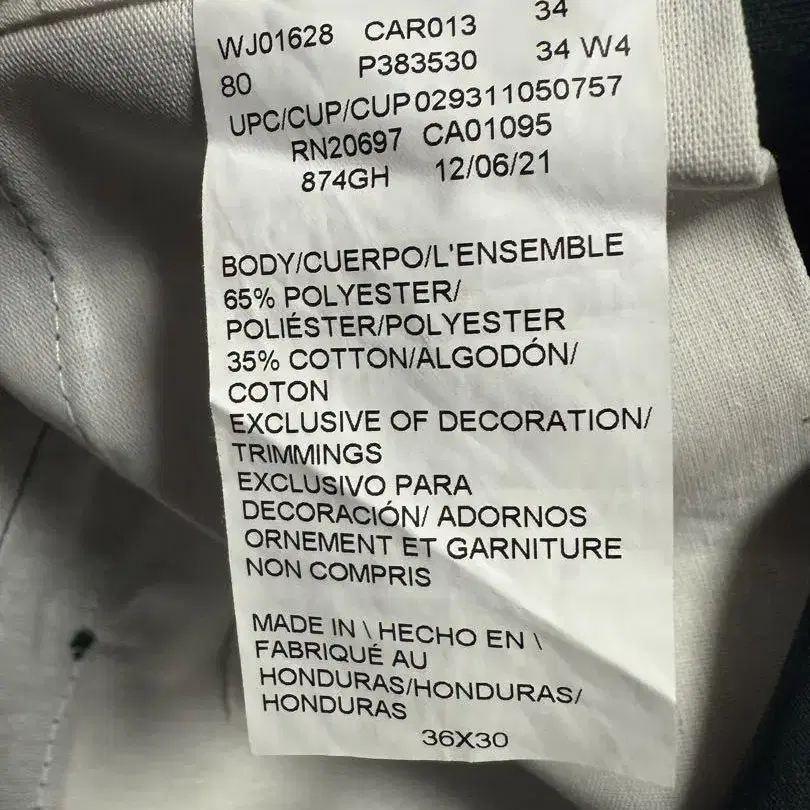 WJ01628 CAR013 34
80 P383530 34 W4
UPC/CUP/CUP 029311050757
RN20697 CA01095
874GH 12/06/21
BODY/CUERPO/L'ENSEMBLE
65% POLYESTER/
POLIÉSTER/POLYESTER
35% COTTON/ALGODÓN/
COTON
EXCLUSIVE OF DECORATION/
TRIMMINGS
EXCLUSIVO PARA
DECORACIÓN/ ADORNOS
ORNEMENT ET GARNITURE
NON COMPRIS
MADE IN \ HECHO EN \
FABRIQUÉ AU
HONDURAS/HONDURAS/
HONDURAS
36X30